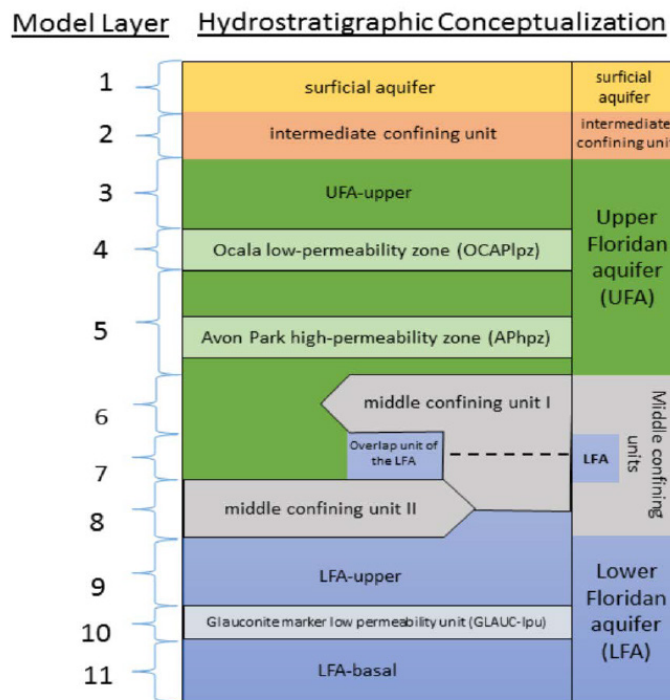 Model Layer
Hydrostratigraphic Conceptualization
1
surficial aquifer
surficial
aquifer
2
intermediate confining unit
intermediate
confining unit
3
UFA-upper
Upper
Floridan
aquifer
(UFA)
4
Ocala low-permeability zone (OCAPlpz)
5
Avon Park high-permeability zone (APhpz)
6
middle confining unit I
Middle confining
units
7
Overlap unit of
the LFA
LFA
8
middle confining unit II
9
LFA-upper
Lower
Floridan
aquifer
(LFA)
10
Glauconite marker low permeability unit (GLAUC-lpu)
11
LFA-basal